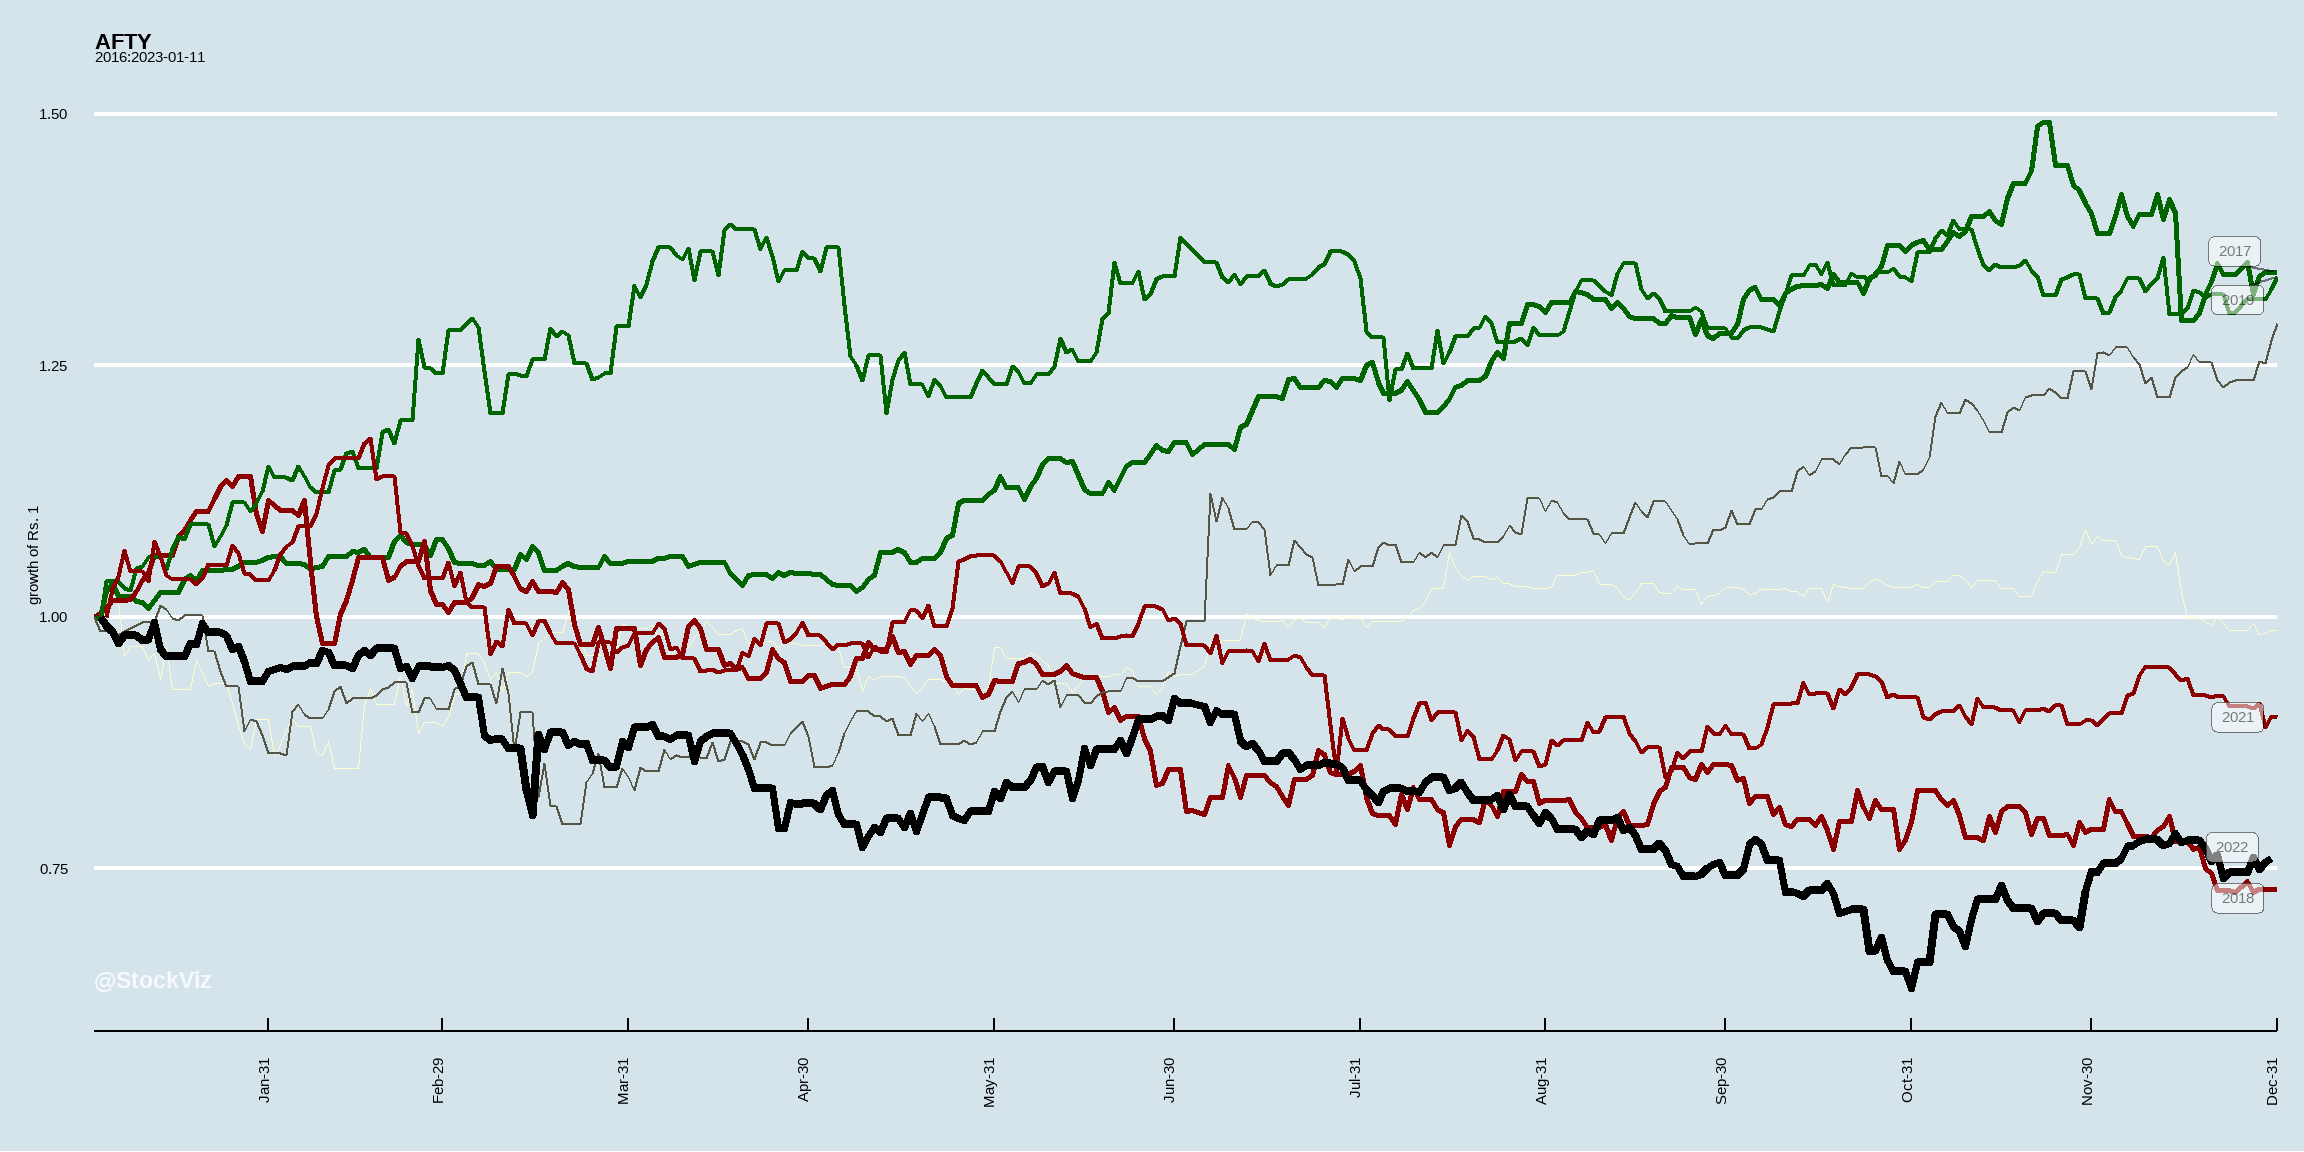 AFTY
2016:2023-01-11
1.50
1.25
1.00
0.75
growth of Rs. 1
2017
2019
2021
2022
2018
@StockViz
Jan-31
Feb-29
Mar-31
Apr-30
May-31
Jun-30
Jul-31
Aug-31
Sep-30
Oct-31
Nov-30
Dec-31